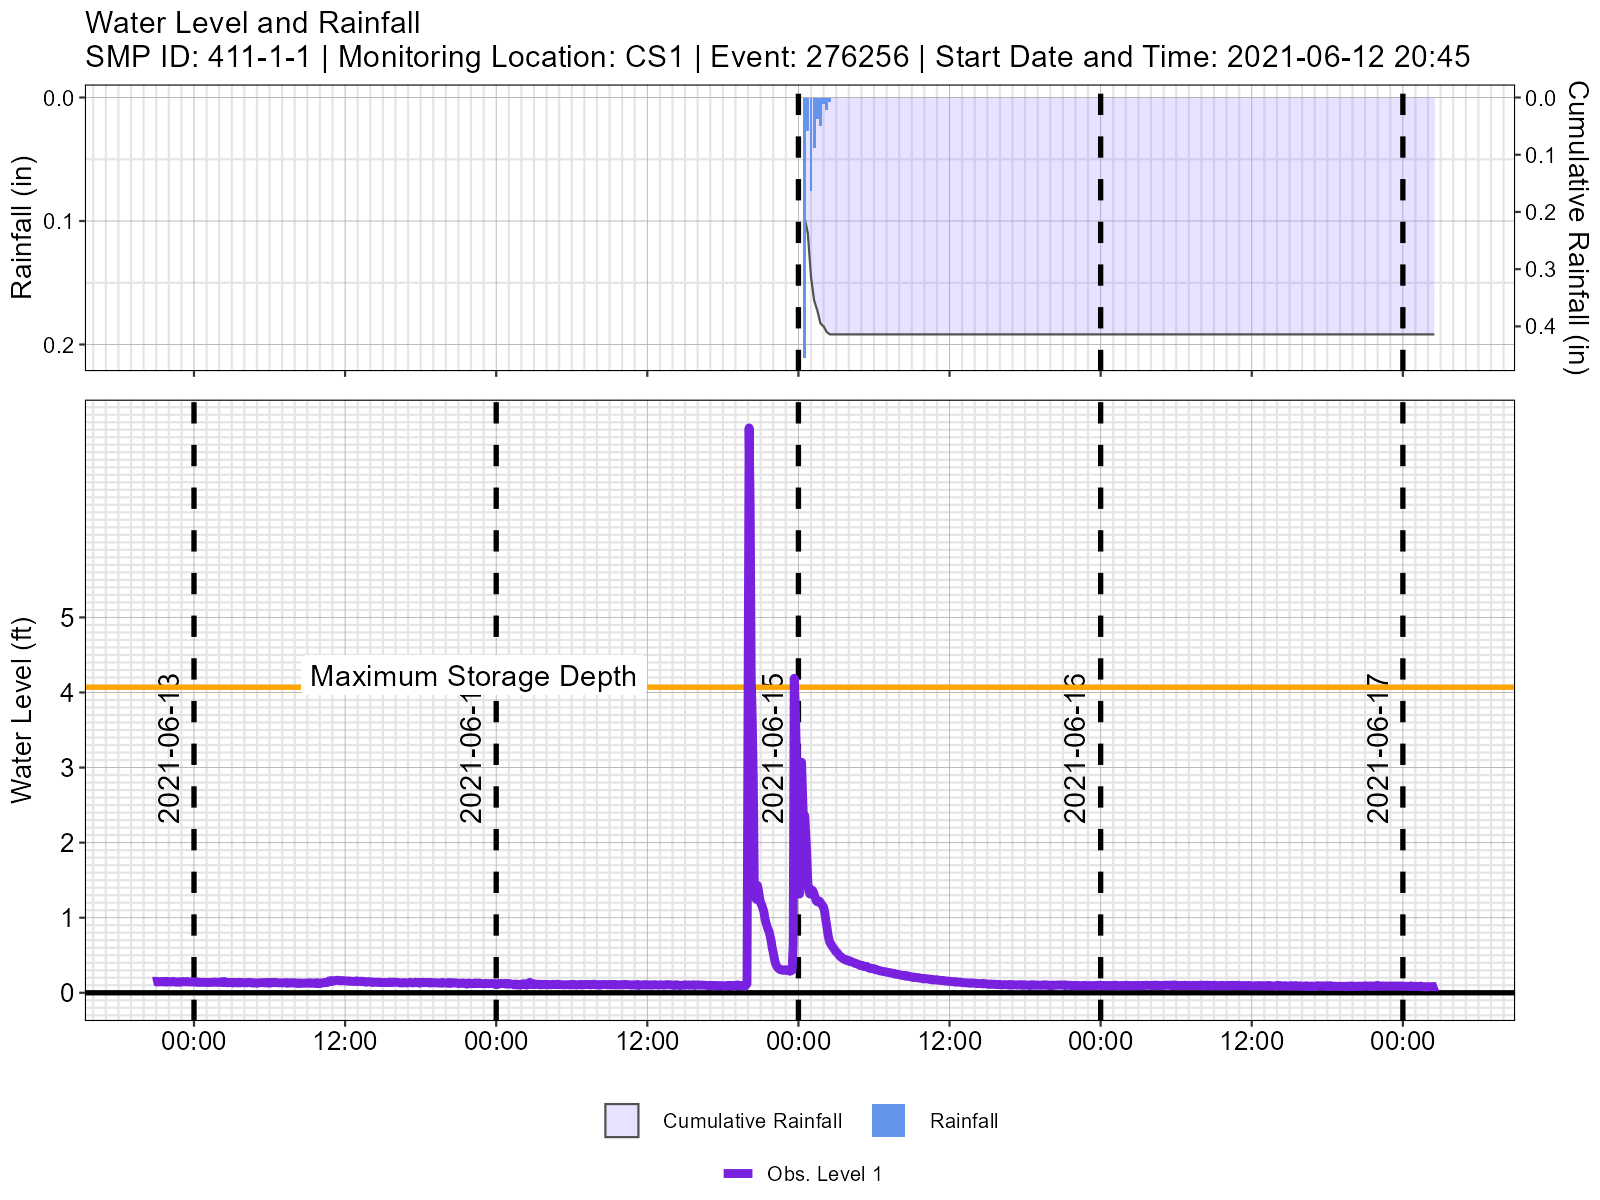 Water Level and Rainfall
SMP ID: 411-1-1 | Monitoring Location: CS1 | Event: 276256 | Start Date and Time: 2021-06-12 20:45
Rainfall (in)
0.0
0.1
0.2
0.0
0.1
0.2
0.3
0.4
Cumulative Rainfall (in)
Water Level (ft)
5
4
3
2
1
0
Maximum Storage Depth
2021-06-13
2021-06-1
2021-06-15
2021-06-16
2021-06-17
00:00 12:00 00:00 12:00 00:00 12:00 00:00 12:00 00:00
Cumulative Rainfall Rainfall
Obs. Level 1